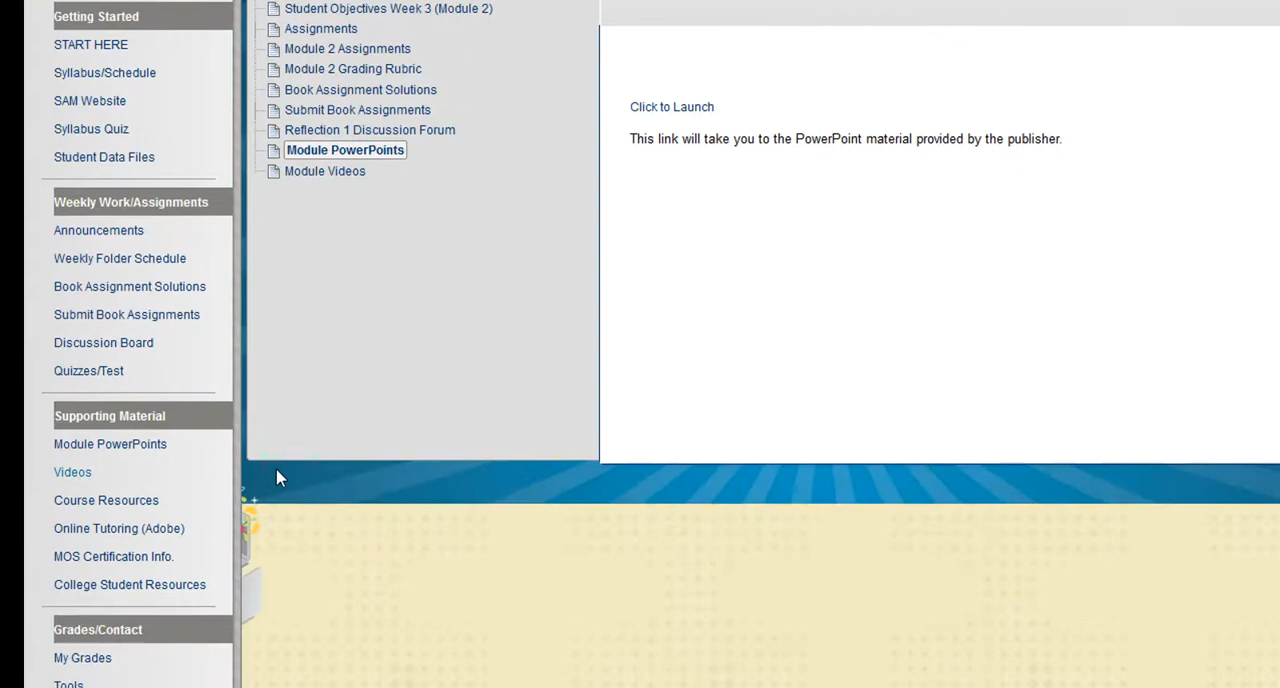 Getting Started
START HERE
Syllabus/Schedule
SAM Website
Syllabus Quiz
Student Data Files
Weekly Work/Assignments
Announcements
Weekly Folder Schedule
Book Assignment Solutions
Submit Book Assignments
Discussion Board
Quizzes/Test
Supporting Material
Module PowerPoints
Videos
Course Resources
Online Tutoring (Adobe)
MOS Certification Info.
College Student Resources
Grades/Contact
My Grades
Tools
Student Objectives Week 3 (Module 2)
Assignments
Module 2 Assignments
Module 2 Grading Rubric
Book Assignment Solutions
Submit Book Assignments
Reflection 1 Discussion Forum
Module PowerPoints
Module Videos
Click to Launch
This link will take you to the PowerPoint material provided by the publisher.